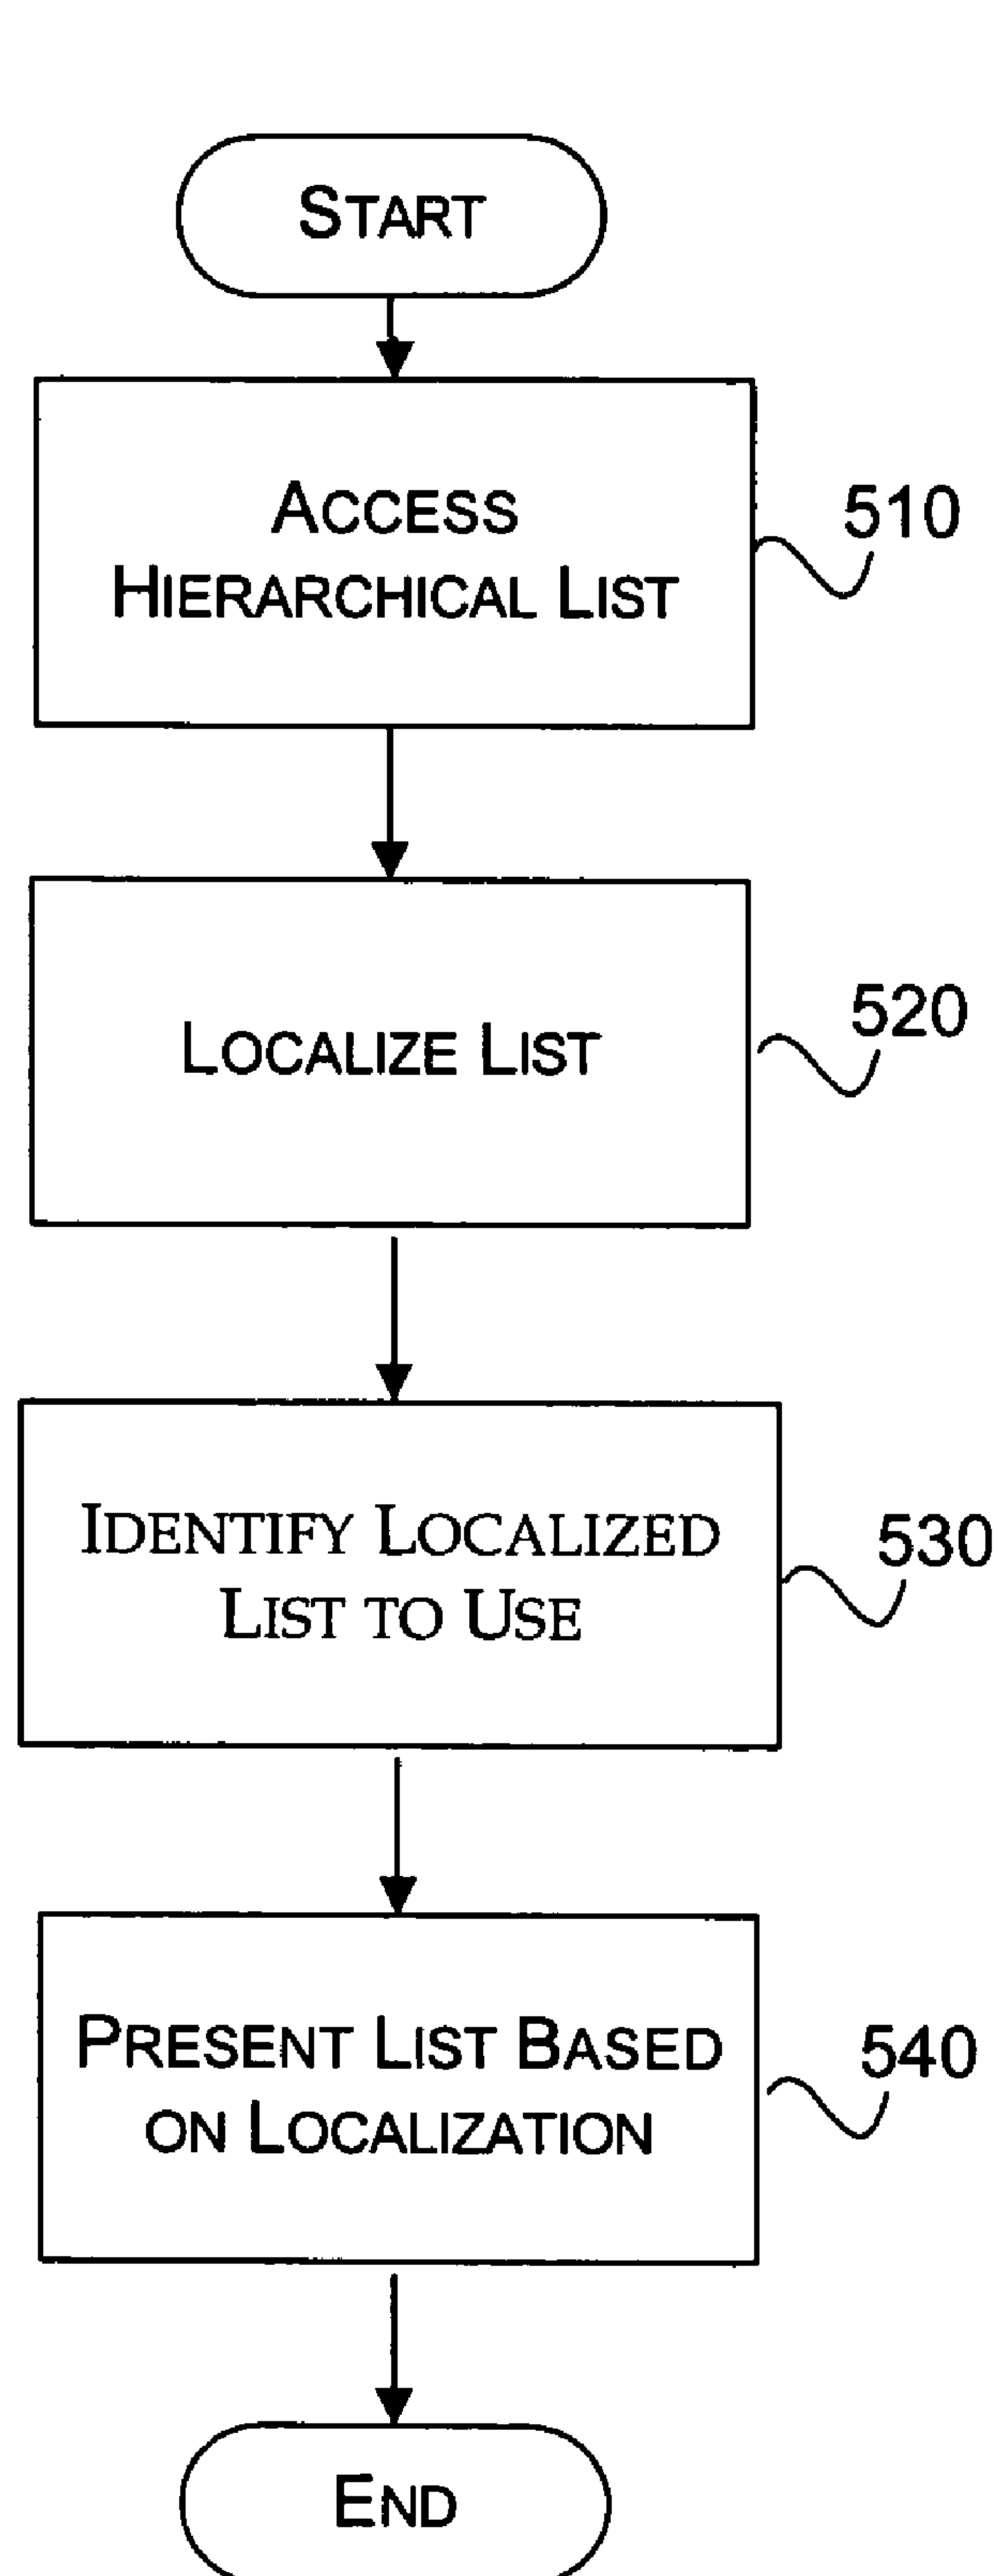 START
ACCESS
HIERARCHICAL LIST
510
LOCALIZE LIST
520
IDENTIFY LOCALIZED
LIST TO USE
530
PRESENT LIST BASED
ON LOCALIZATION
540
END